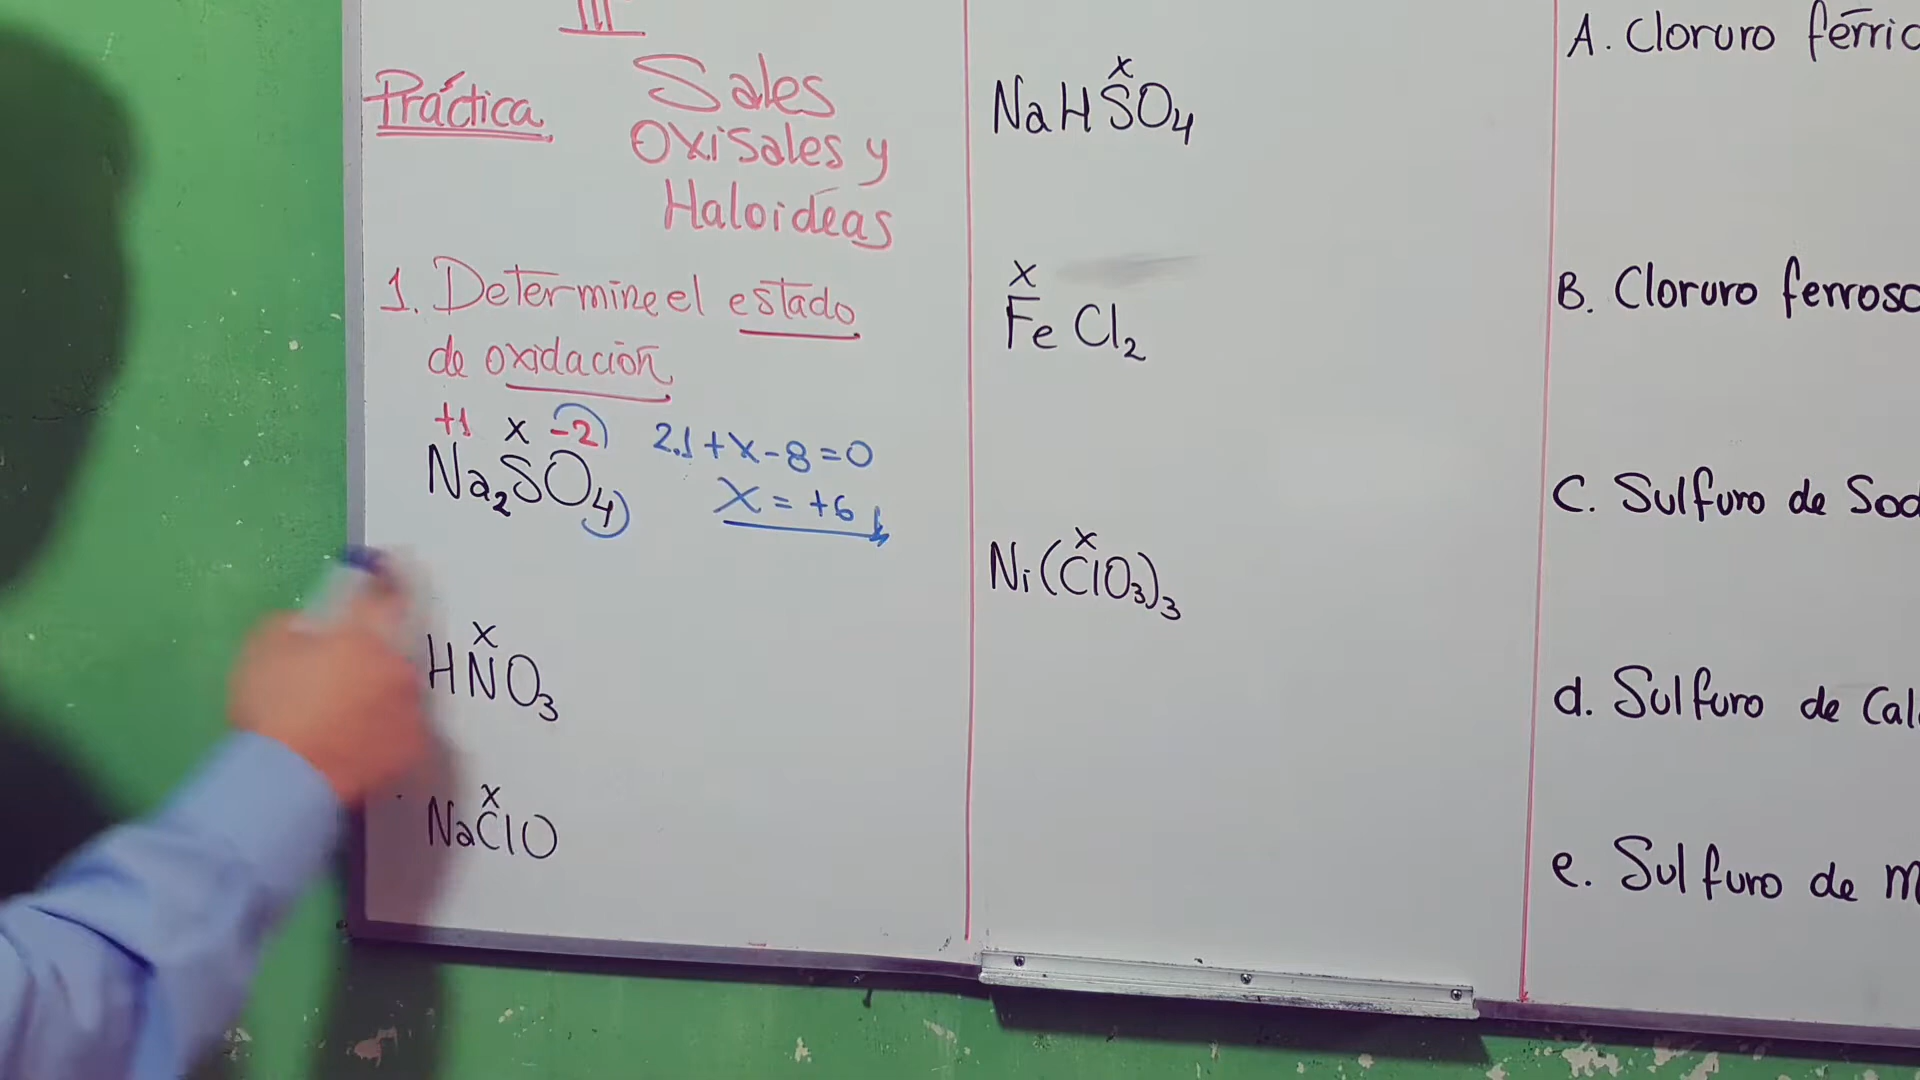 III
Práctica
Sales
Oxisales y
Haloideas
1. Determine el estado
de oxidación
+1 x -2 2.1+x-8=0
Na₂SO₄ X = +6
x
HNO₃
x
NaClO
x
NaHSO₄
x
FeCl₂
x
Ni(ClO₃)₃
A. Cloruro férric
B. Cloruro ferroso
C. Sulfuro de Sod
d. Sulfuro de Cal
e. Sulfuro de m